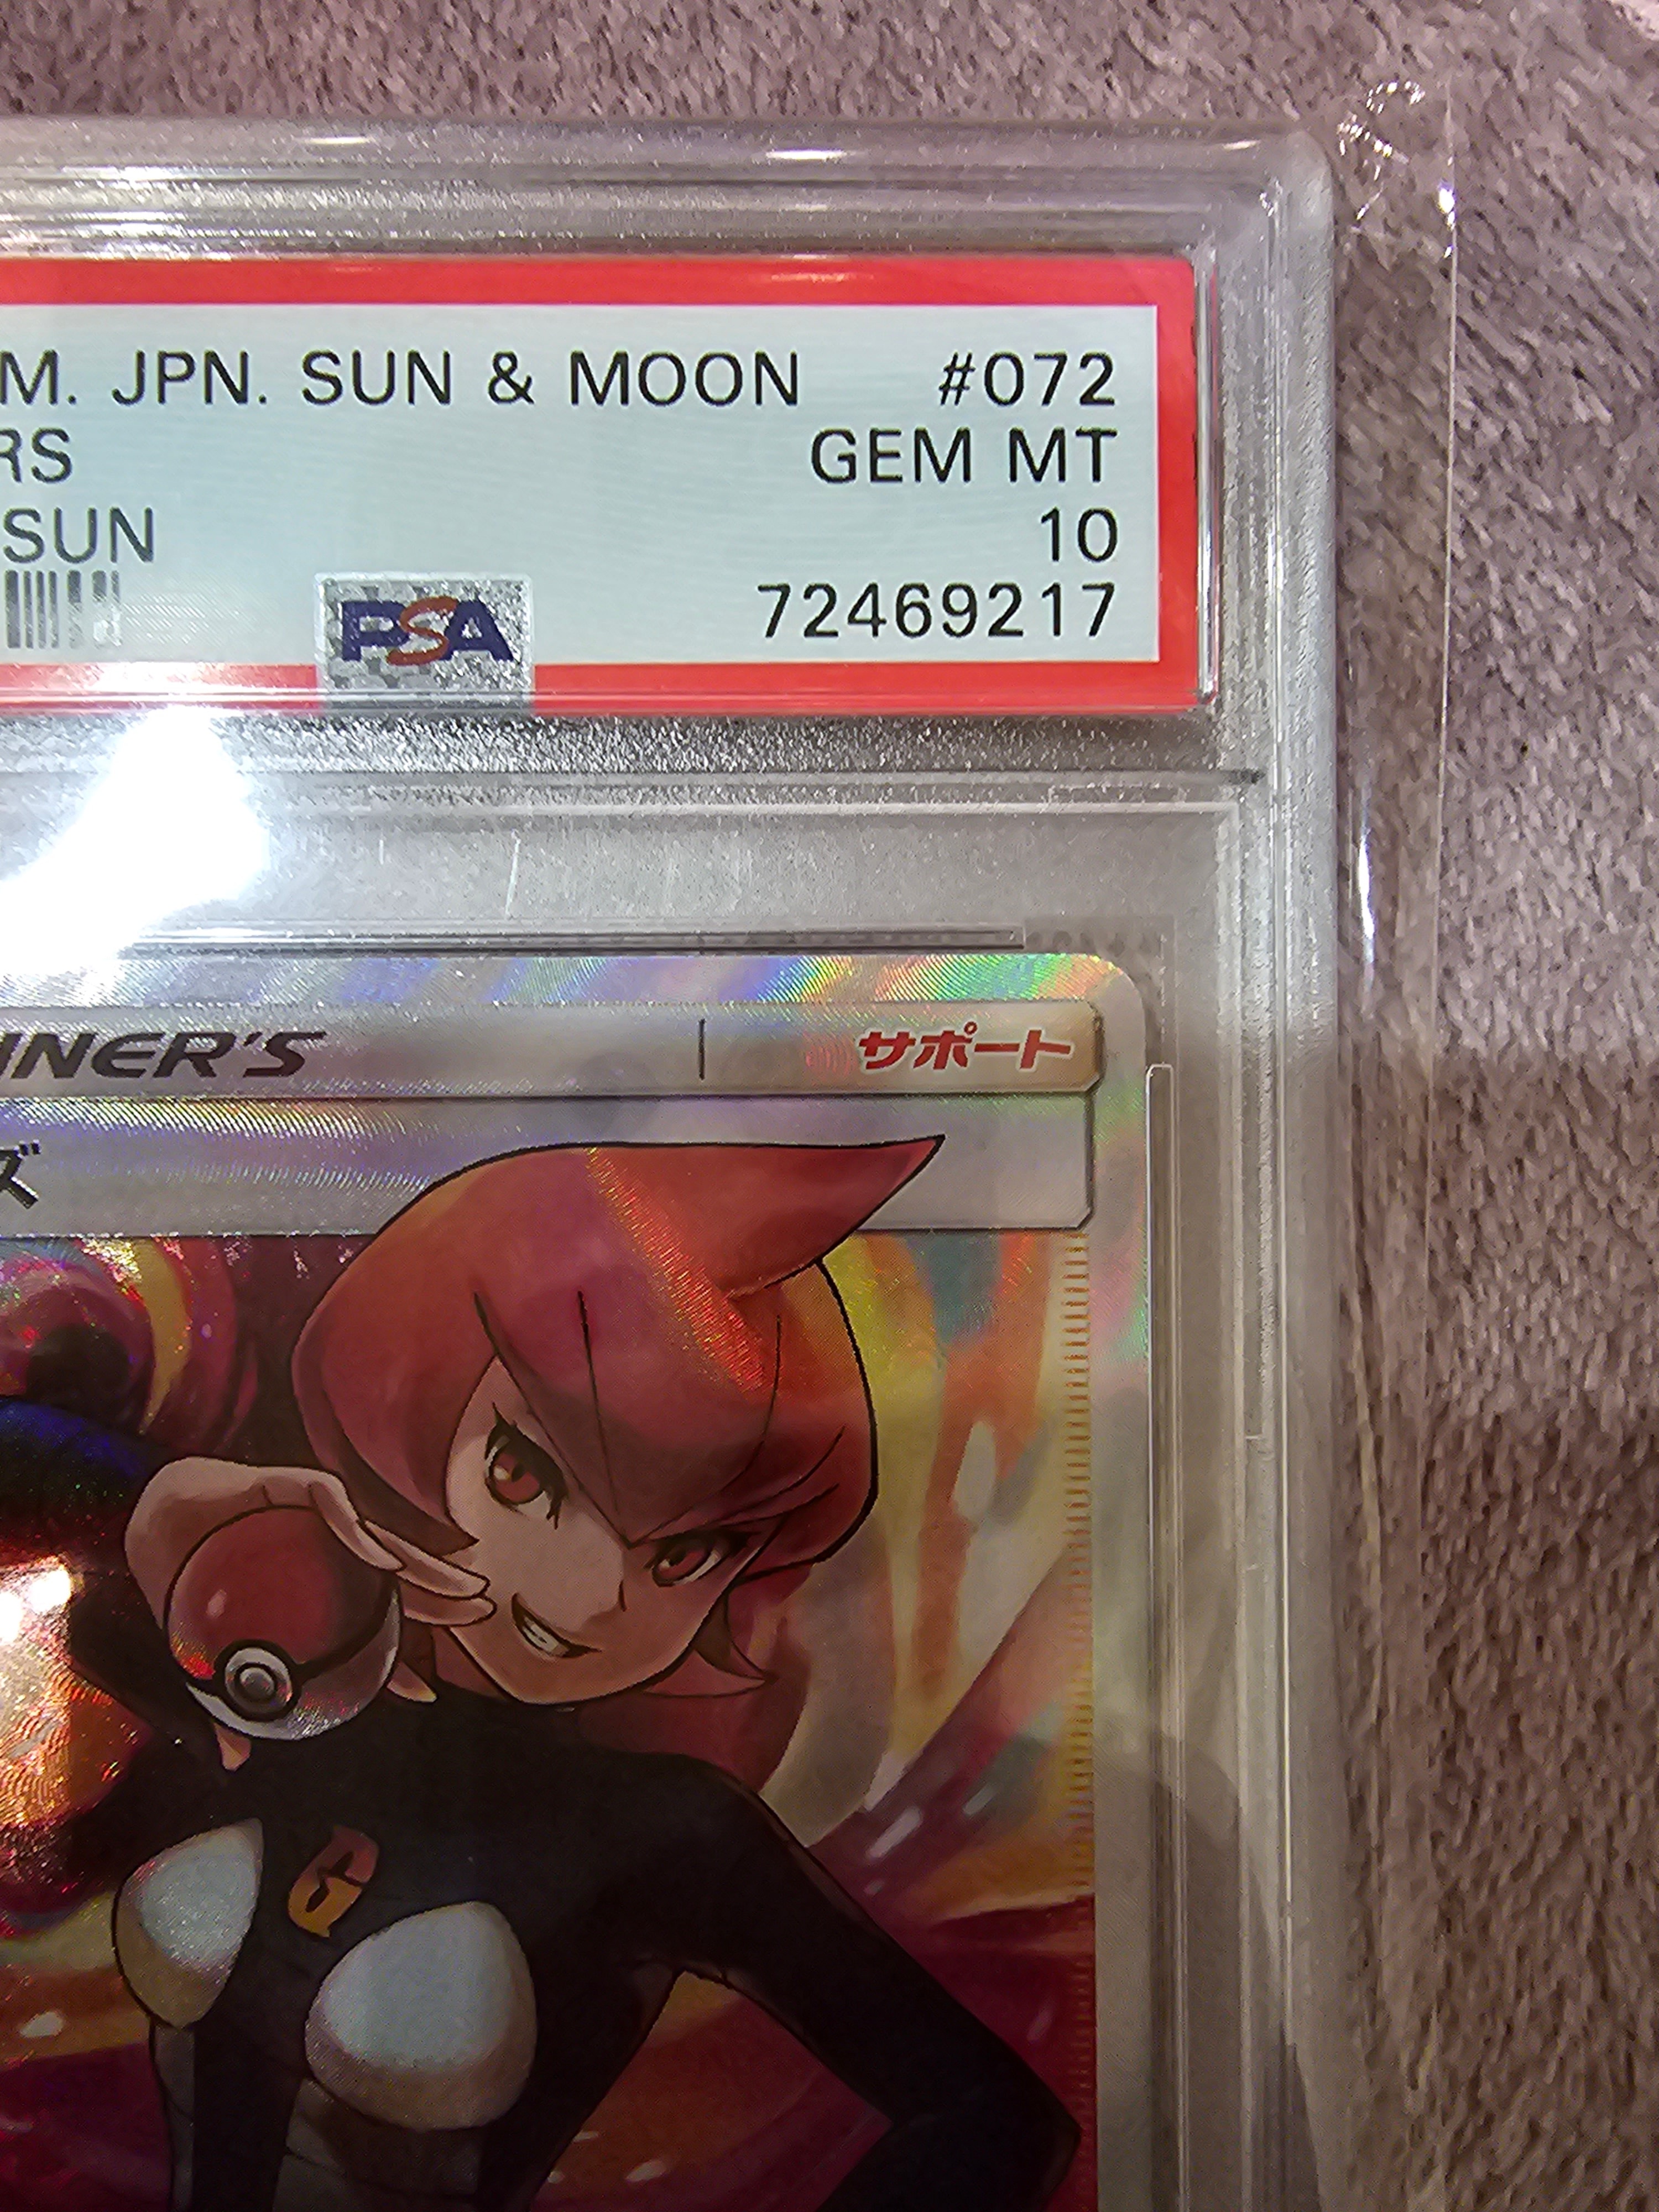 M. JPN. SUN & MOON #072
RS GEM MT
SUN 10
PSA 72469217
INER'S サポート
ズ